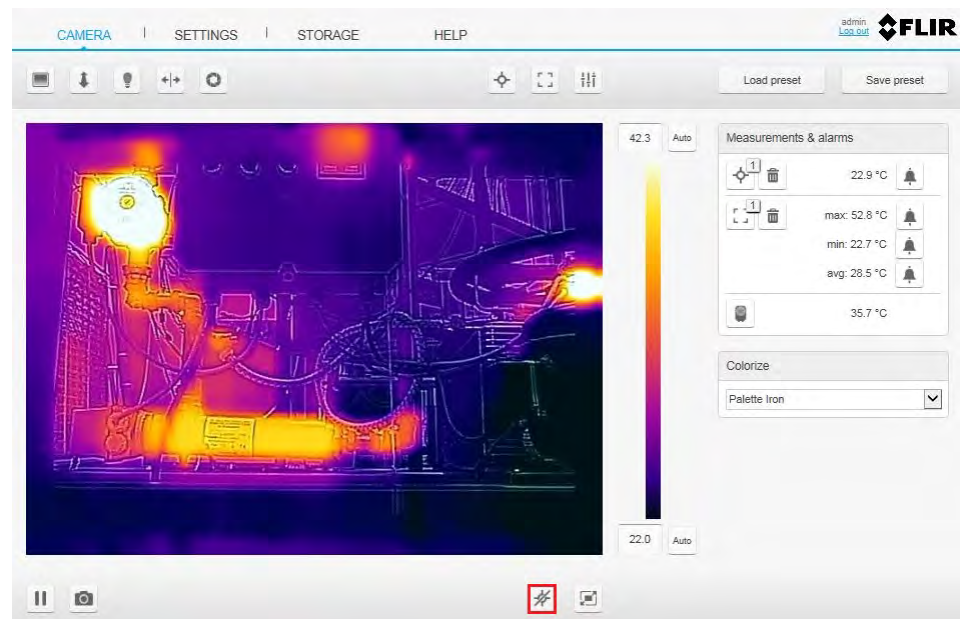 CAMERA SETTINGS STORAGE HELP
admin
Log out
FLIR
Load preset Save preset
42.3 Auto
22.0 Auto
Measurements & alarms
1 22.9 °C
1 max: 52.8 °C
min: 22.7 °C
avg: 28.5 °C
35.7 °C
Colorize
Palette Iron